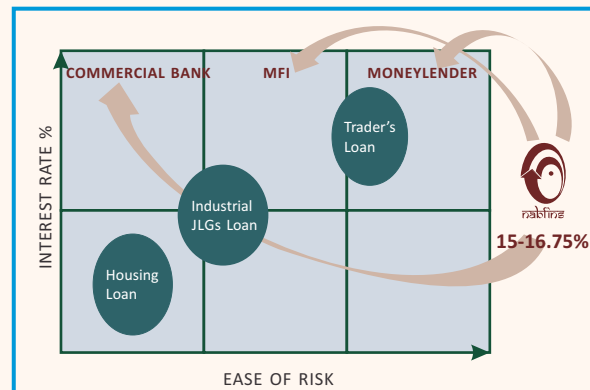 COMMERCIAL BANK
MFI
MONEYLENDER
Trader’s
Loan
Industrial
JLGs Loan
Housing
Loan
nabfins
15-16.75%
INTEREST RATE %
EASE OF RISK